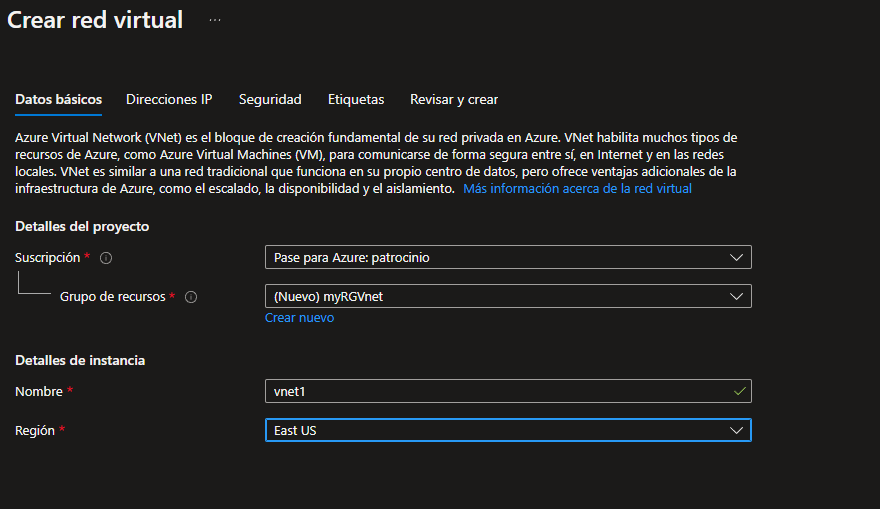 Crear red virtual ...
Datos básicos Direcciones IP Seguridad Etiquetas Revisar y crear
Azure Virtual Network (VNet) es el bloque de creación fundamental de su red privada en Azure. VNet habilita muchos tipos de
recursos de Azure, como Azure Virtual Machines (VM), para comunicarse de forma segura entre sí, en Internet y en las redes
locales. VNet es similar a una red tradicional que funciona en su propio centro de datos, pero ofrece ventajas adicionales de la
infraestructura de Azure, como el escalado, la disponibilidad y el aislamiento. Más información acerca de la red virtual
Detalles del proyecto
Suscripción * Pase para Azure: patrocinio
Grupo de recursos * (Nuevo) myRGVnet
Crear nuevo
Detalles de instancia
Nombre * vnet1
Región * East US